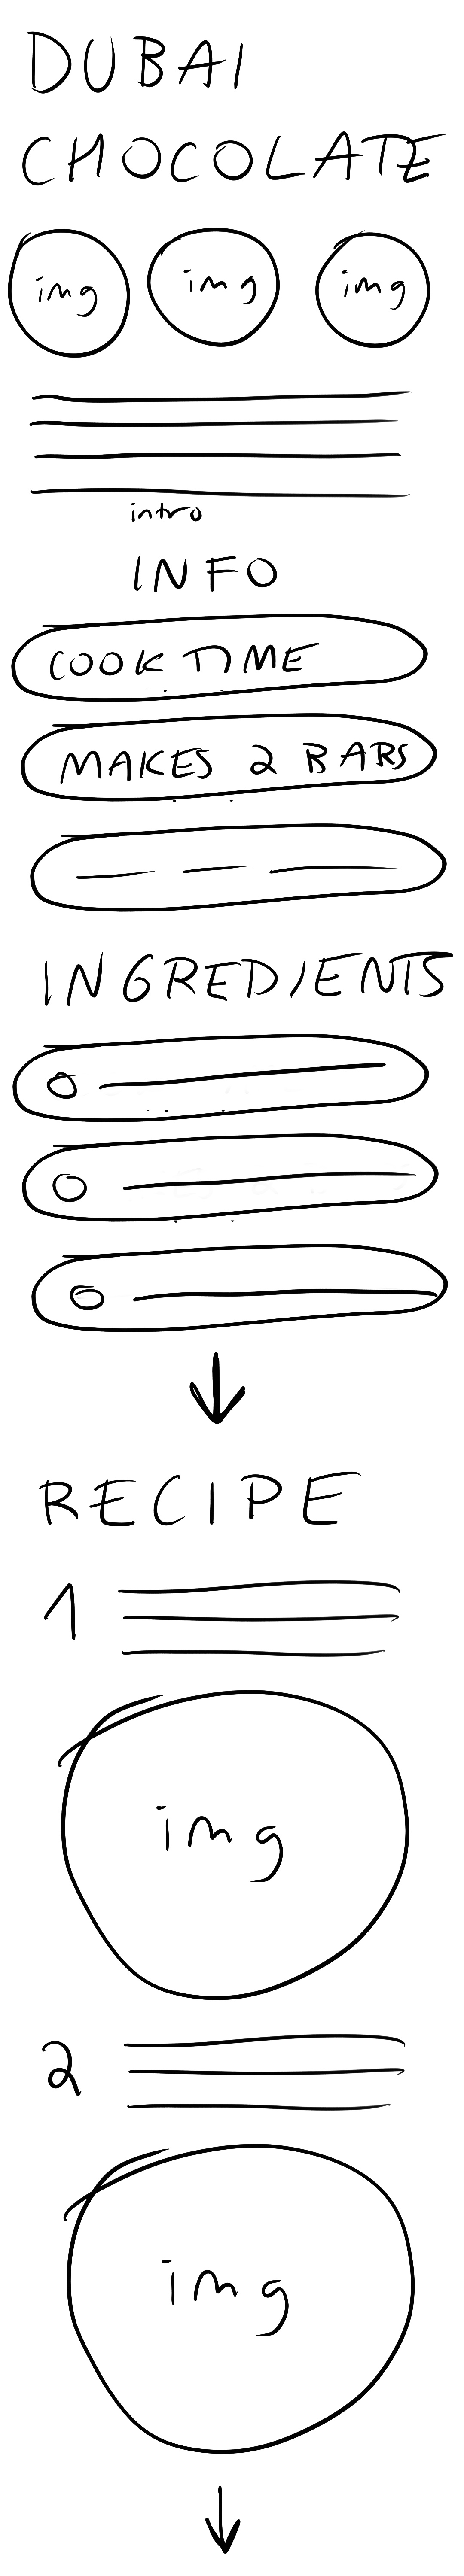 DUBAI
CHOCOLATE
img img img
intro
INFO
COOK TIME
MAKES 2 BARS
INGREDIENTS
RECIPE
1
img
2
img